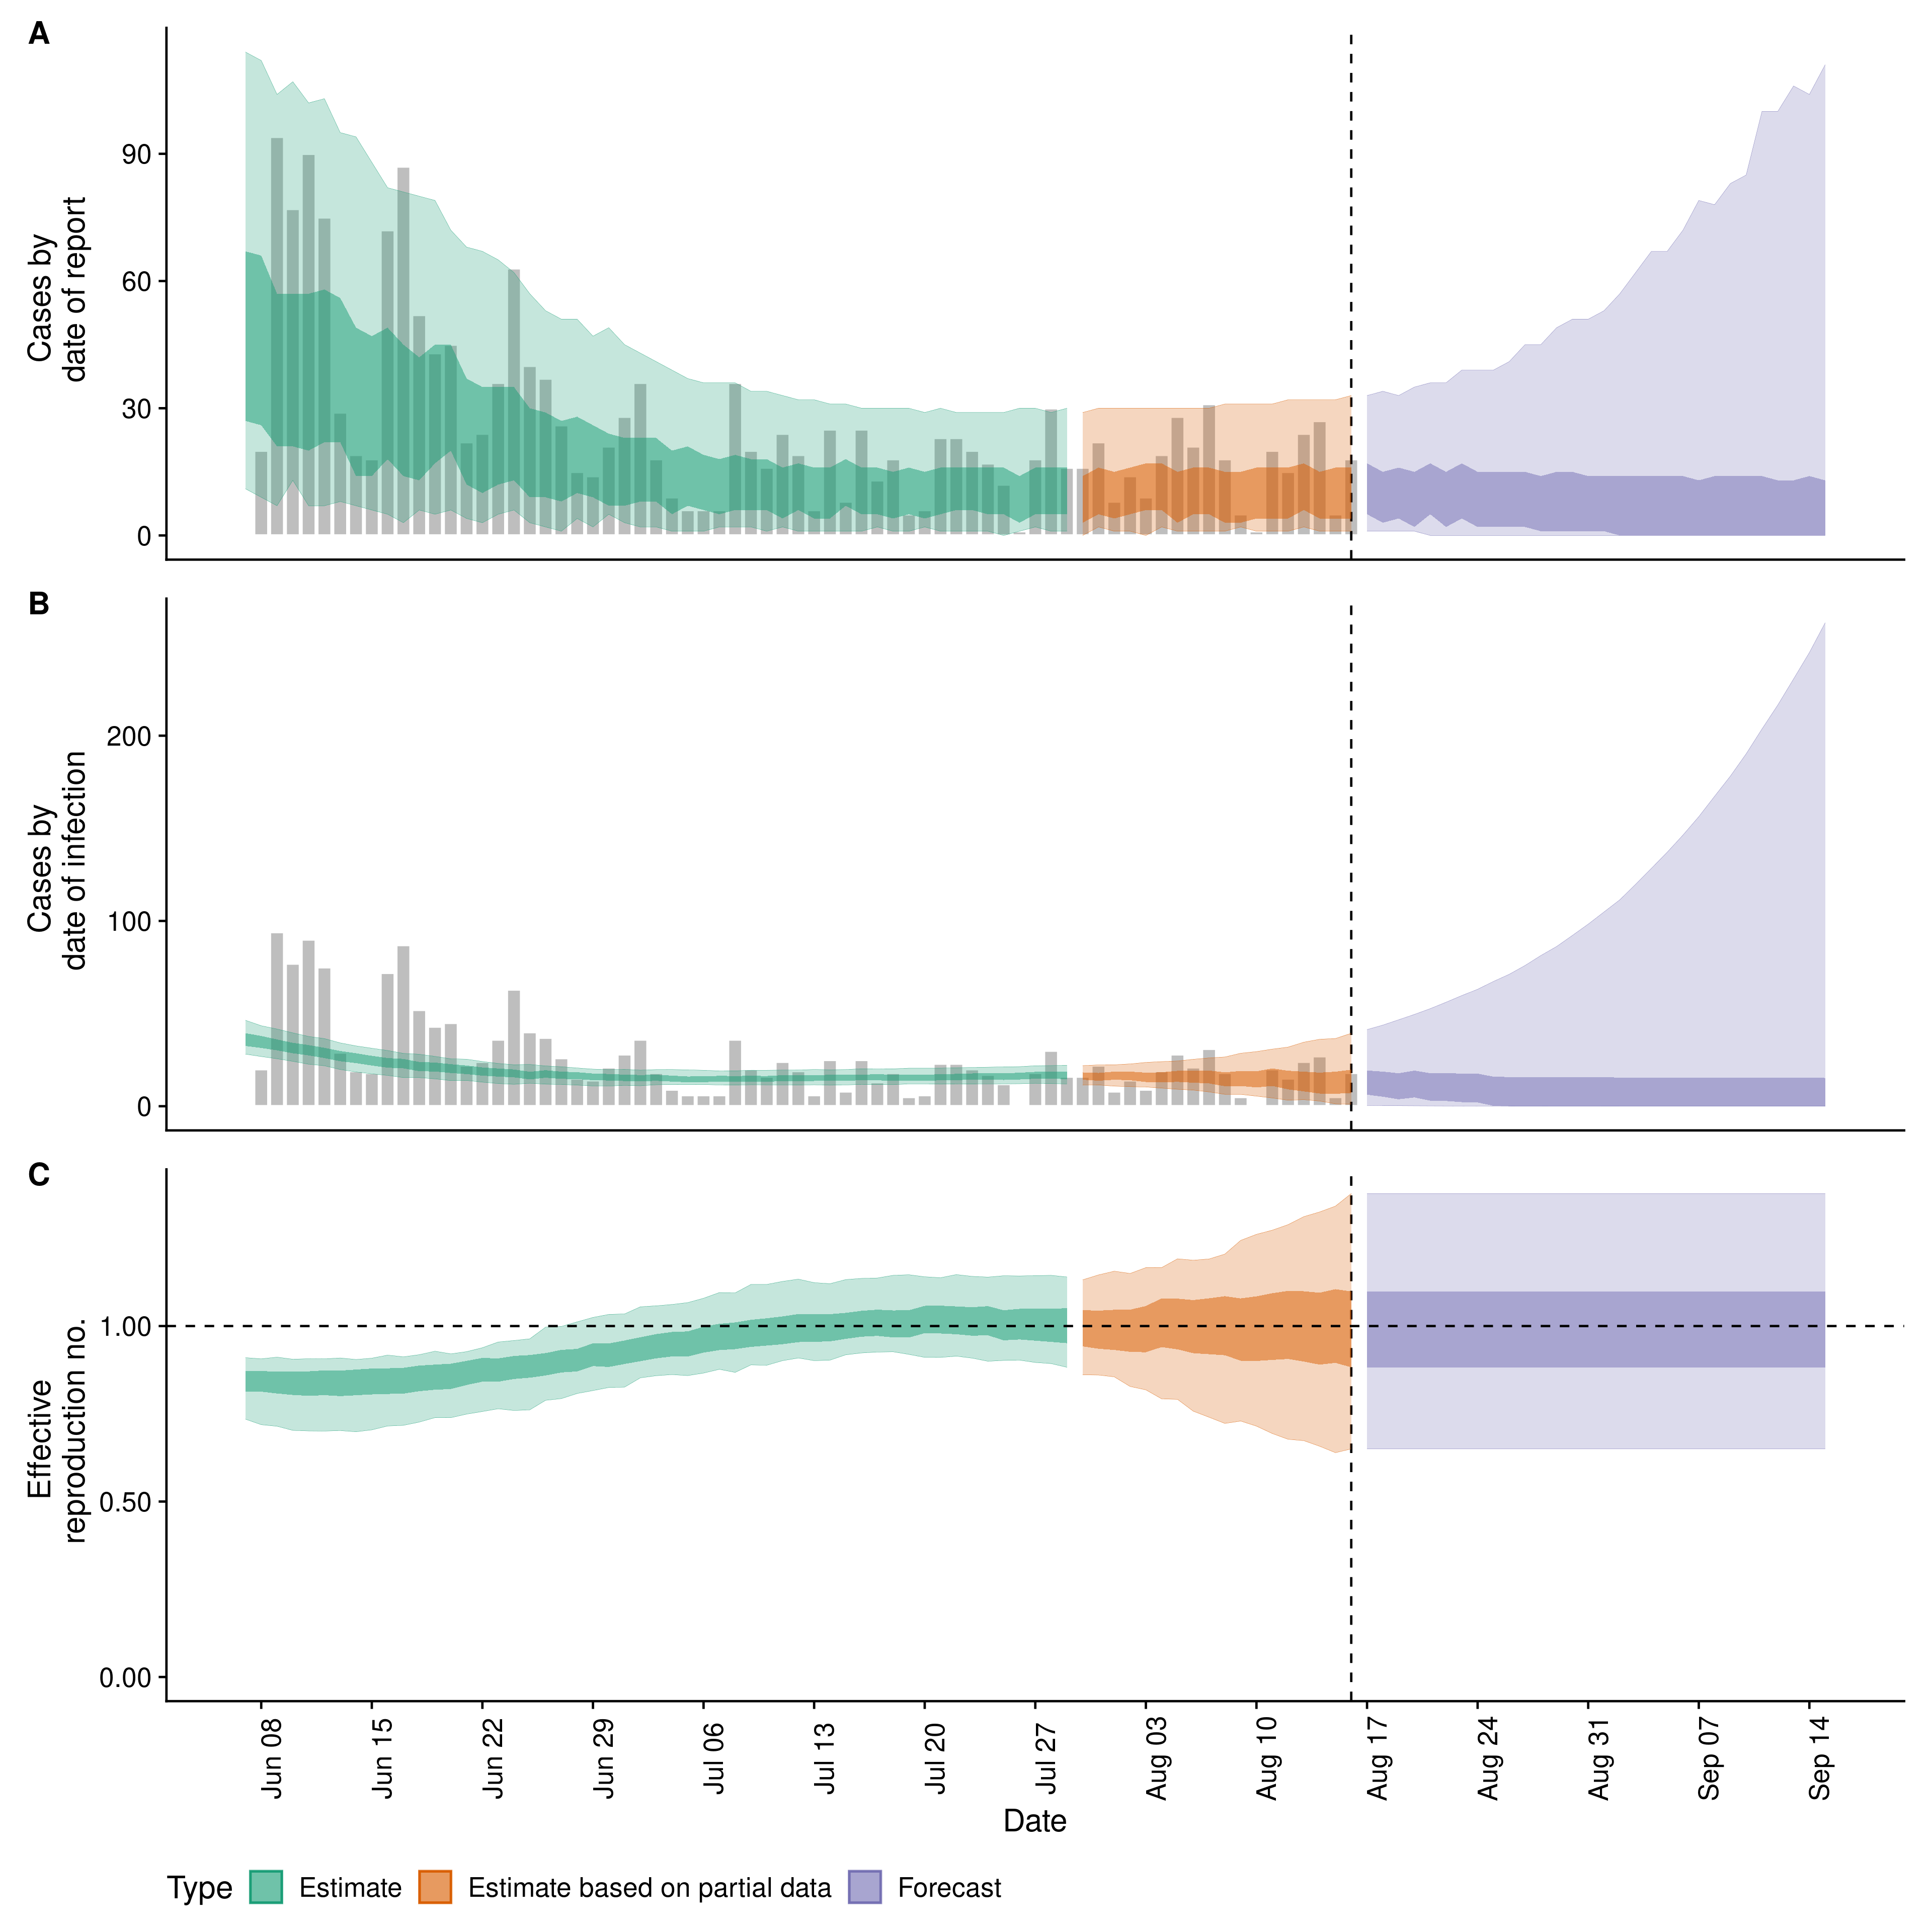 A
Cases by
date of report
90
60
30
0
B
Cases by
date of infection
200
100
0
C
Effective
reproduction no.
1.00
0.50
0.00
Jun 08
Jun 15
Jun 22
Jun 29
Jul 06
Jul 13
Jul 20
Jul 27
Aug 03
Aug 10
Aug 17
Aug 24
Aug 31
Sep 07
Sep 14
Date
Type Estimate Estimate based on partial data Forecast